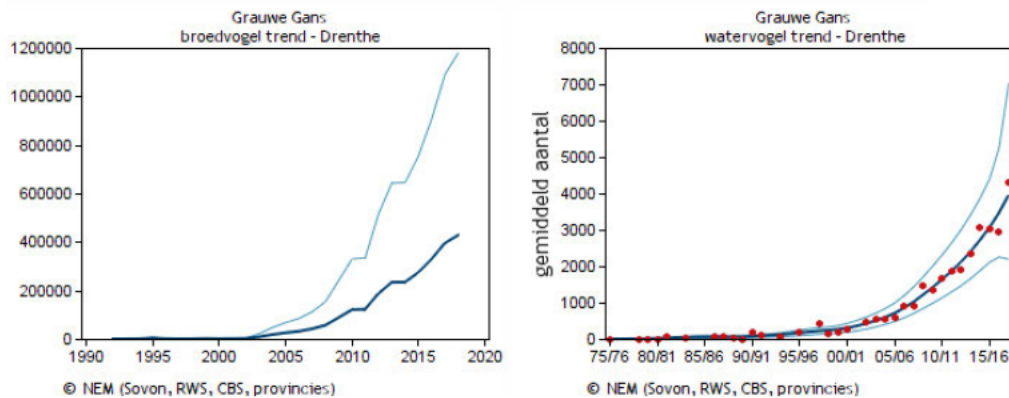 Grauwe Gans
broedvogel trend - Drenthe
1200000
1000000
800000
600000
400000
200000
0
1990 1995 2000 2005 2010 2015 2020
© NEM (Sovon, RWS, CBS, provincies)
Grauwe Gans
watervogel trend - Drenthe
gemiddeld aantal
8000
7000
6000
5000
4000
3000
2000
1000
0
75/76 80/81 85/86 90/91 95/96 00/01 05/06 10/11 15/16
© NEM (Sovon, RWS, CBS, provincies)